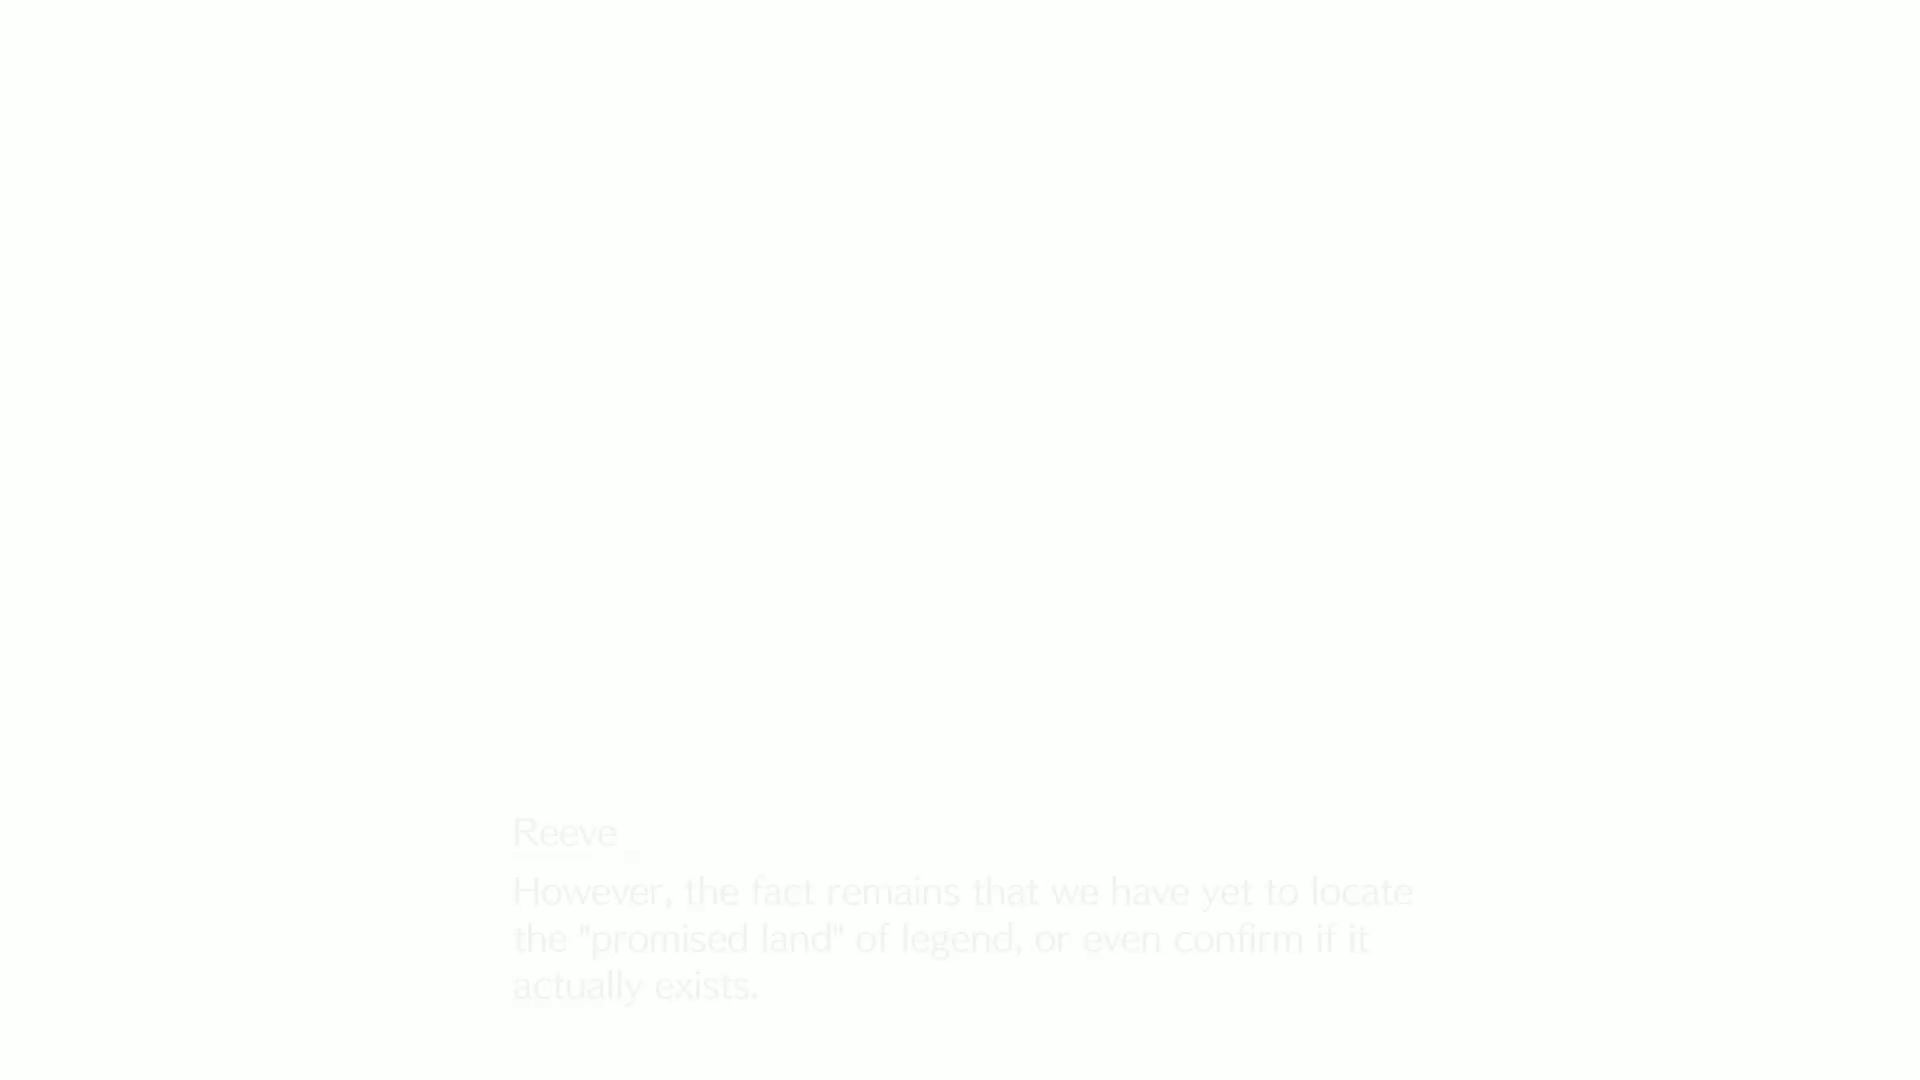 Reeve
However, the fact remains that we have yet to locate
the "promised land" of legend, or even confirm if it
actually exists.